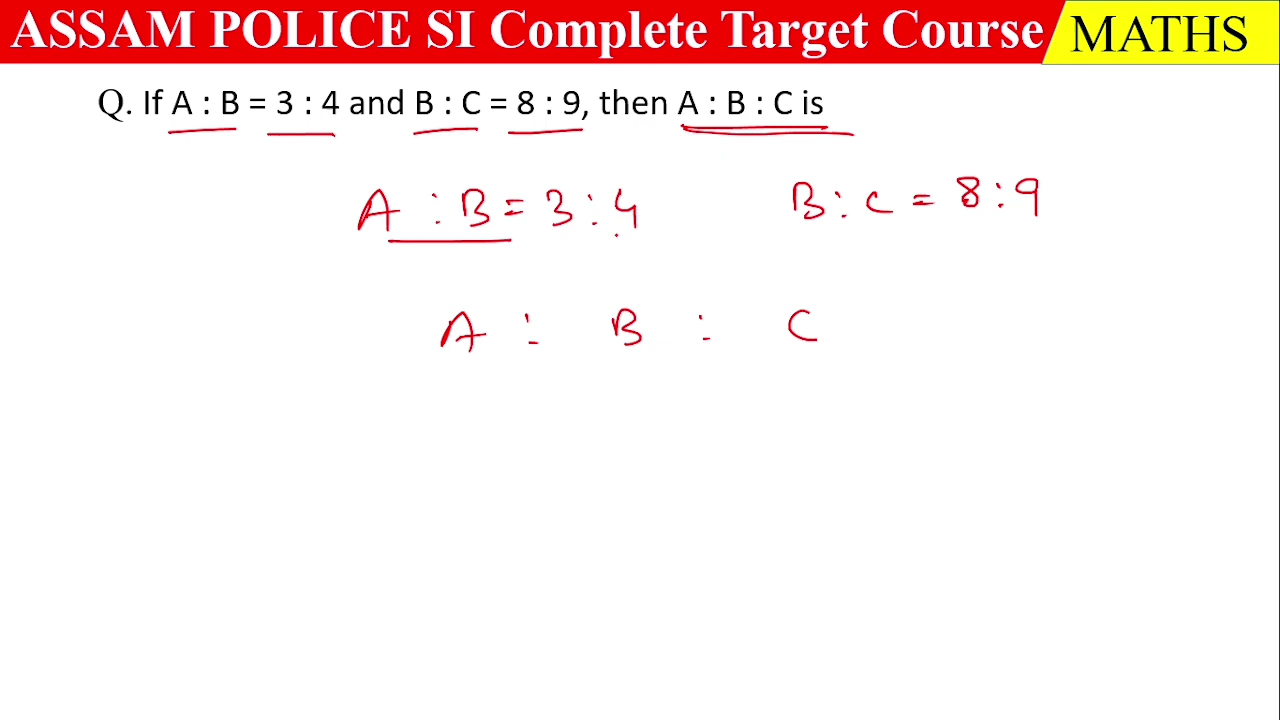 ASSAM POLICE SI Complete Target Course MATHS
Q. If A : B = 3 : 4 and B : C = 8 : 9, then A : B : C is
A : B = 3 : 4 B : C = 8 : 9
A : B : C